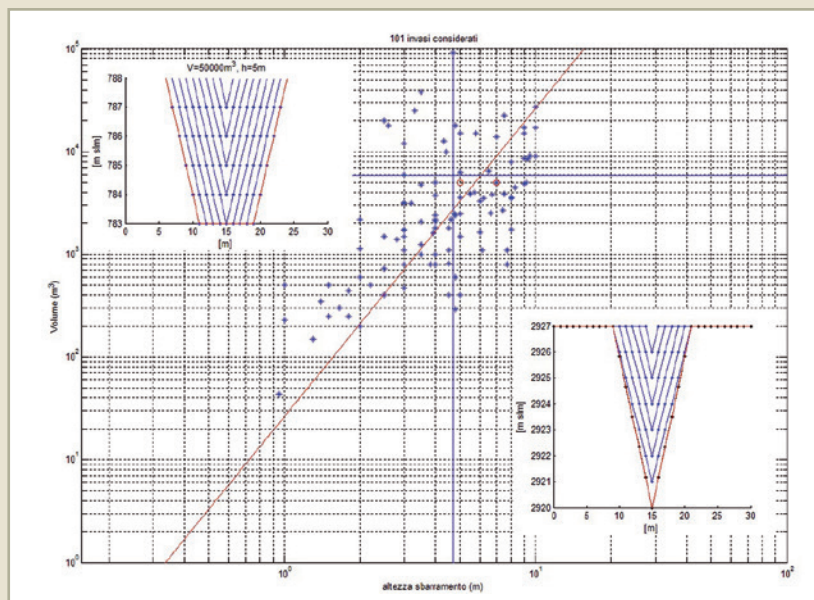 101 invasi considerati
V=50000m³, h=5m
788
787
786
785
784
783
[m slm]
0 5 10 15 20 25 30
[m]
10⁵
10⁴
10³
10²
10¹
10⁰
Volume (m³)
2927
2926
2925
2924
2923
2922
2921
2920
[m slm]
0 5 10 15 20 25 30
[m]
10⁰ 10¹ 10²
altezza sbarramento (m)